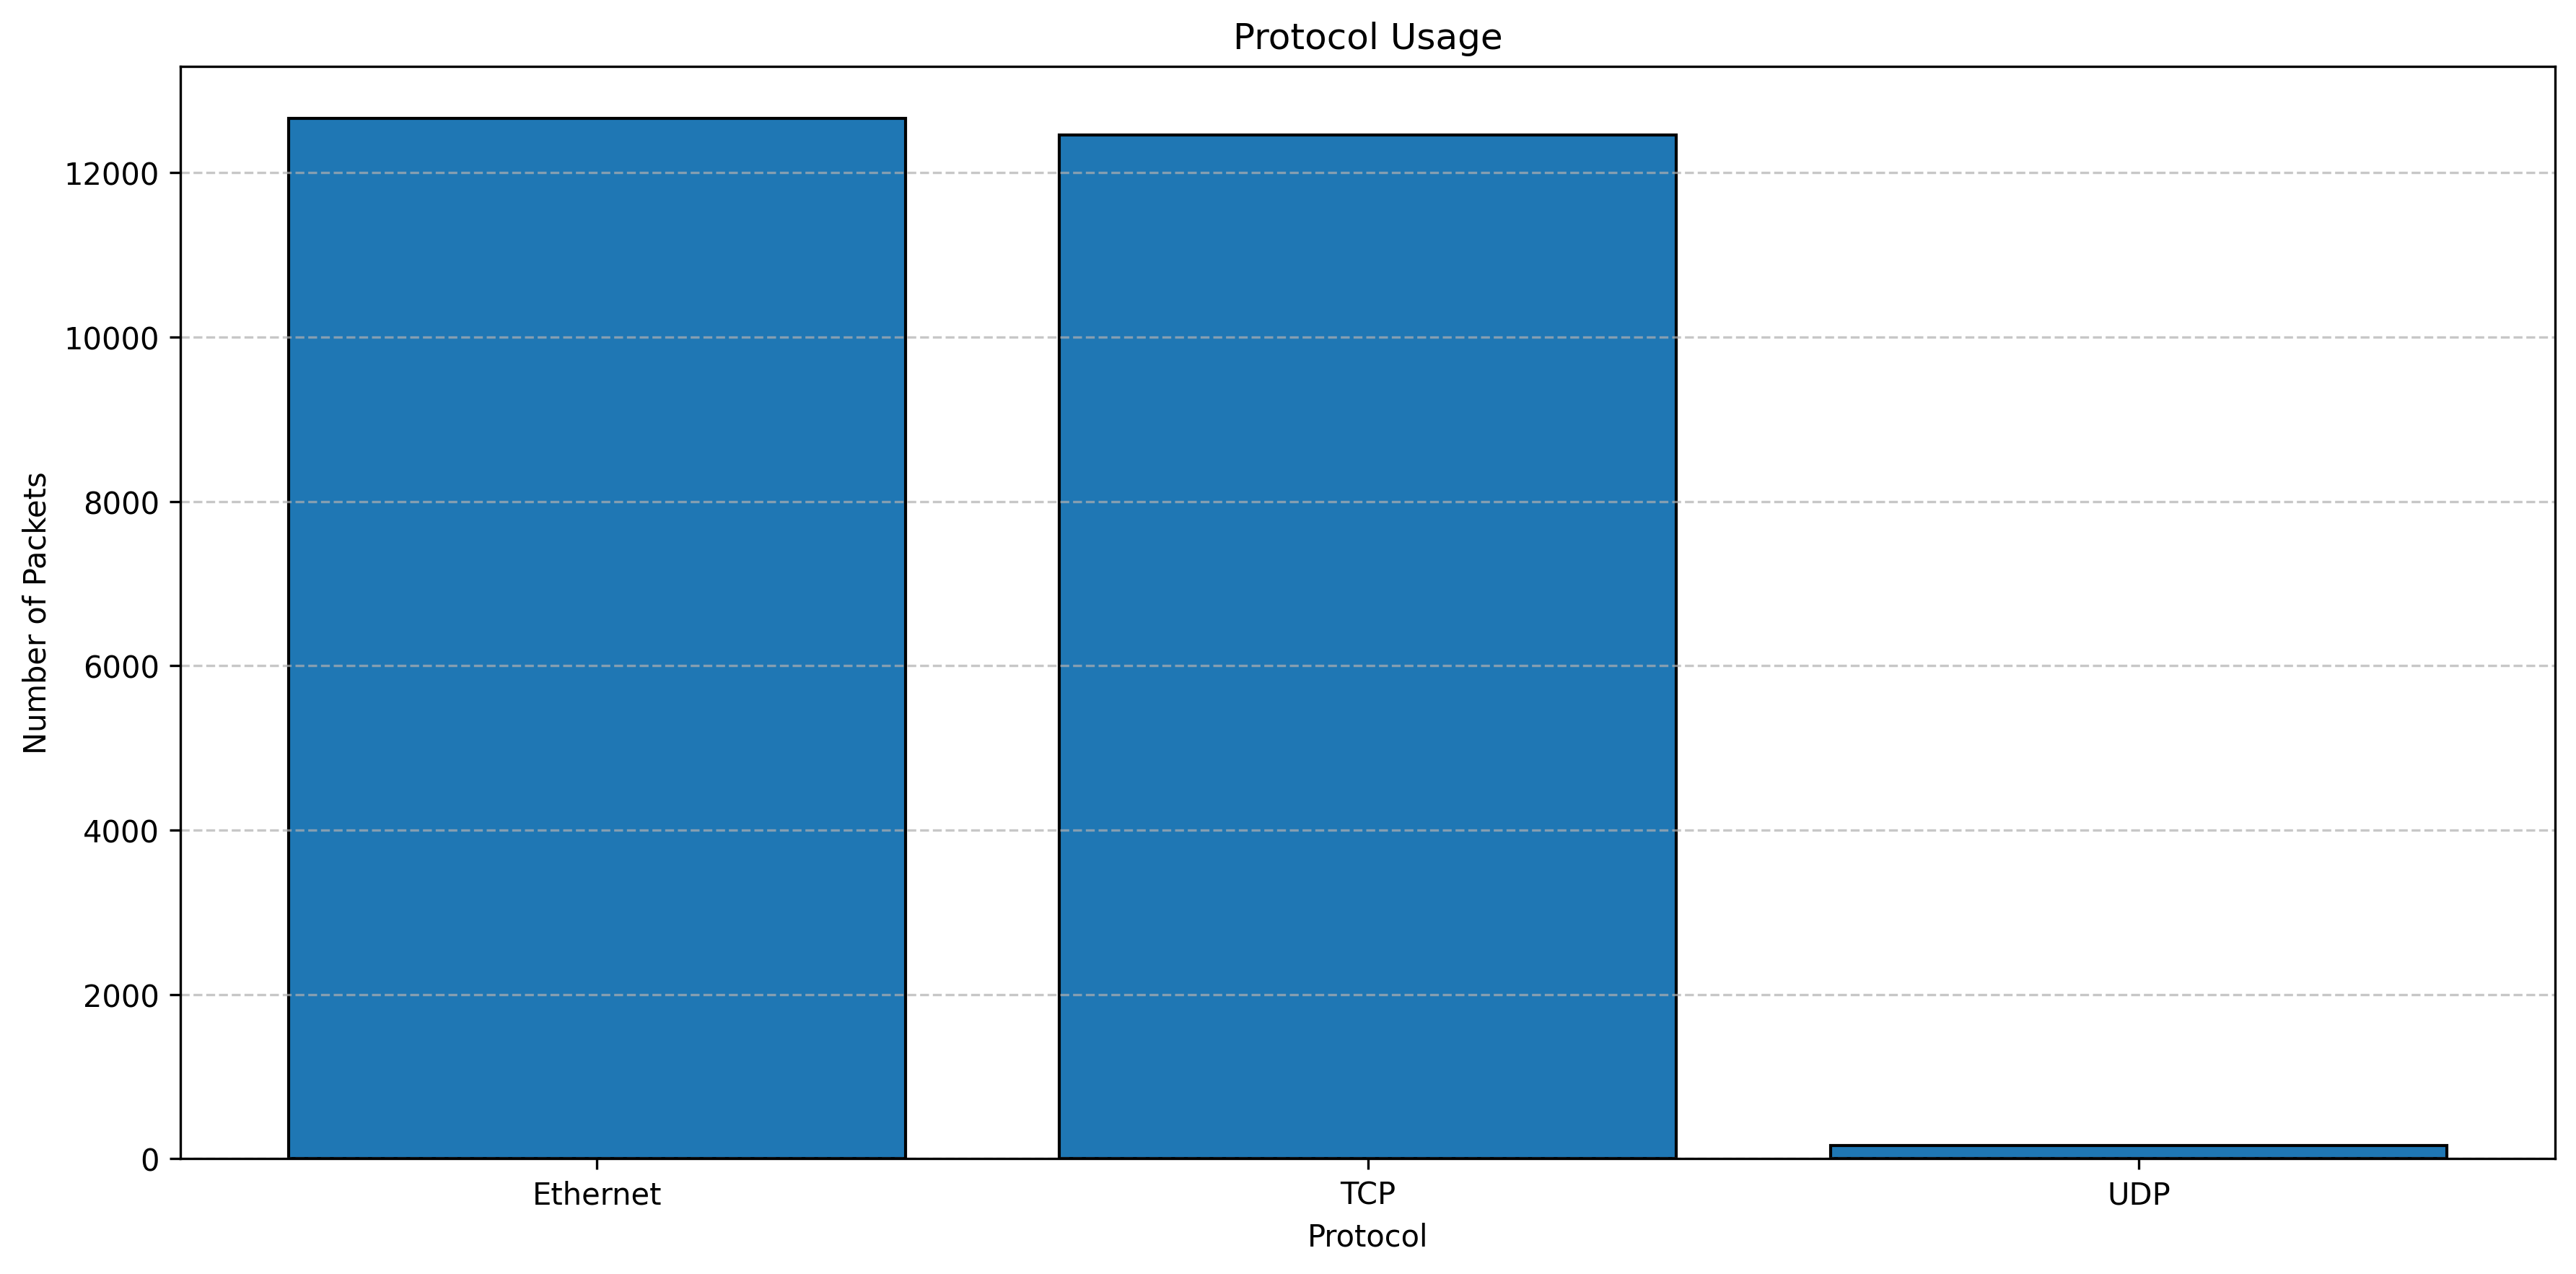 Protocol Usage
12000
10000
8000
6000
4000
2000
0
Number of Packets
Ethernet
TCP
UDP
Protocol